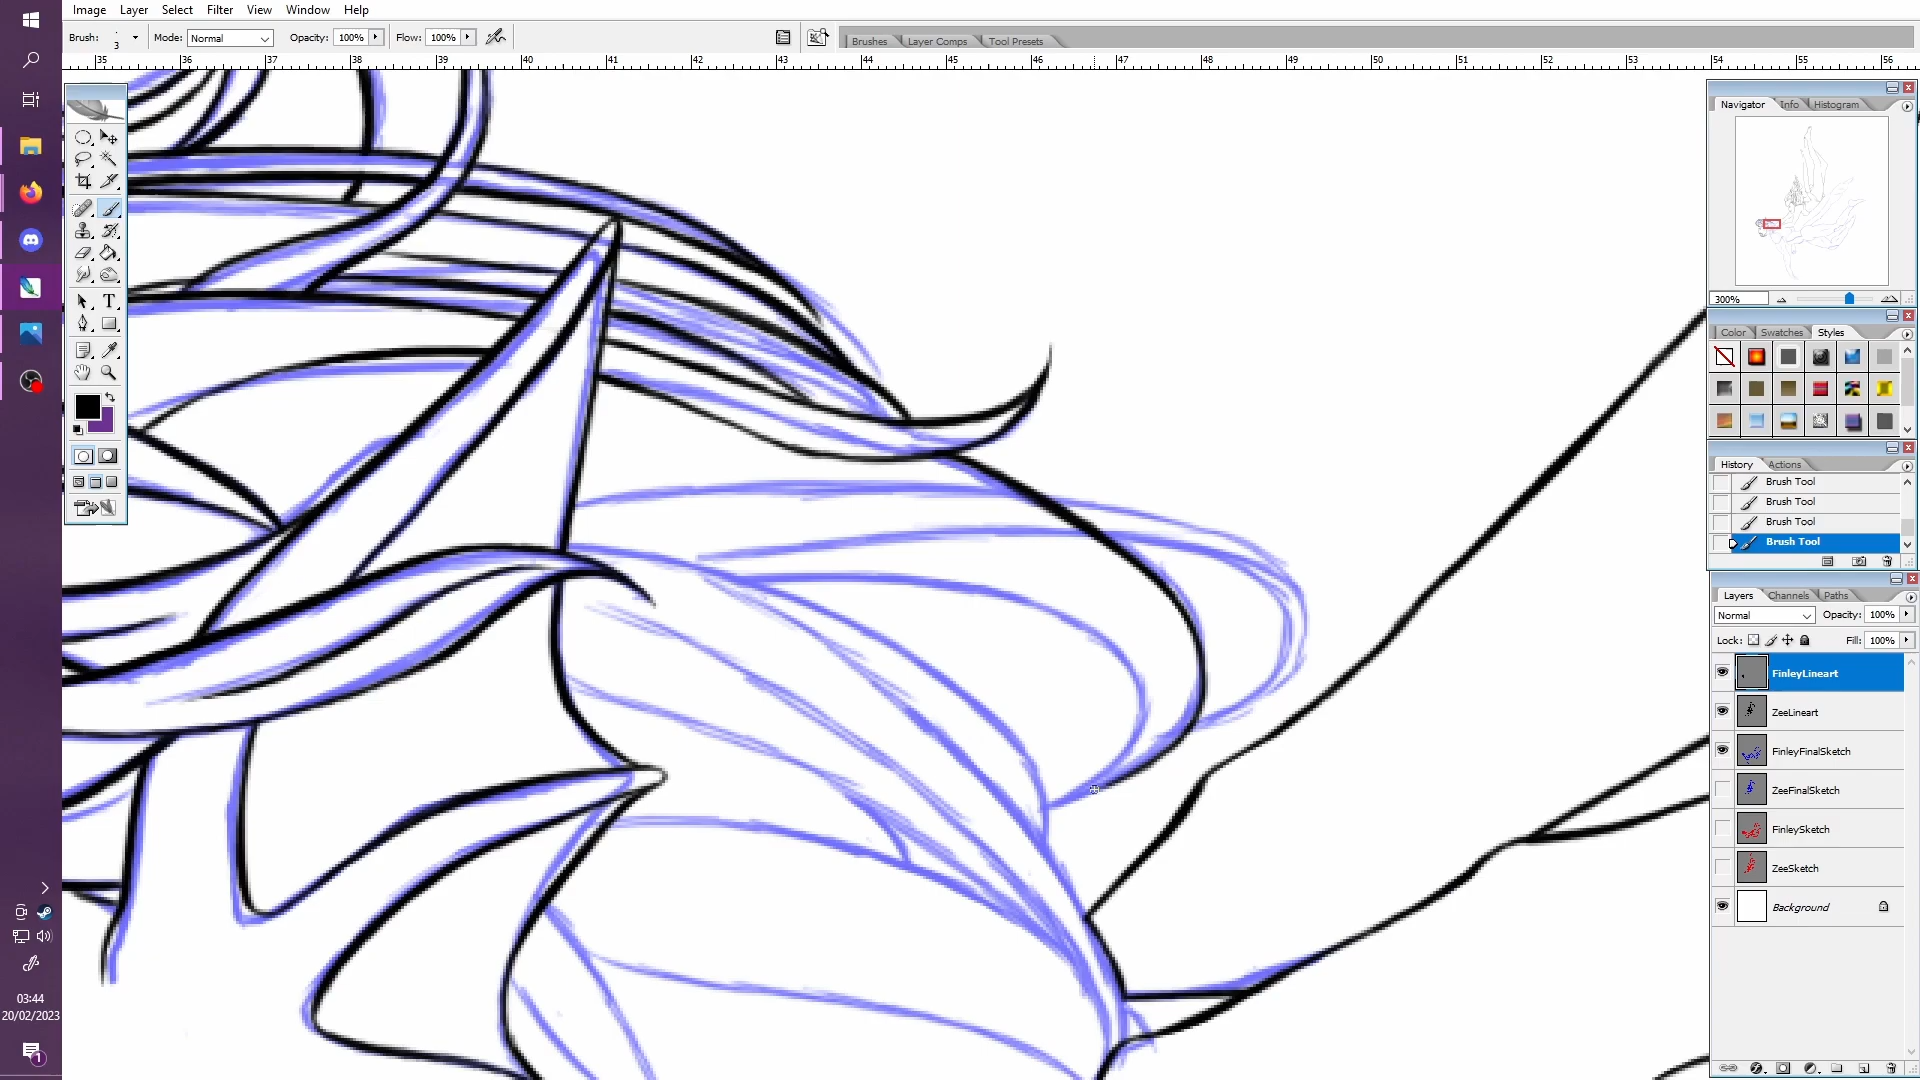 Image Layer Select Filter View Window Help
Brush: 3 Mode: Normal Opacity: 100% Flow: 100%
Brushes Layer Comps Tool Presets
35 36 37 38 39 40 41 42 43 44 45 46 47 48 49 50 51 52 53 54 55 56
Navigator Info Histogram
300%
Color Swatches Styles
History Actions
Brush Tool
Brush Tool
Brush Tool
Brush Tool
Layers Channels Paths
Normal Opacity: 100%
Lock: Fill: 100%
FinleyLineart
ZeeLineart
FinleyFinalSketch
ZeeFinalSketch
FinleySketch
ZeeSketch
Background
T
03:44
20/02/2023
1